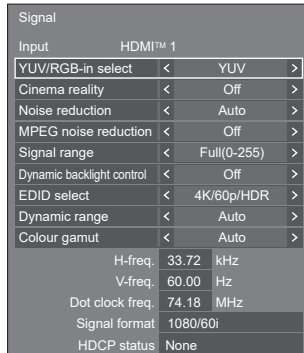 Signal
Input HDMI™ 1
YUV/RGB-in select < YUV >
Cinema reality < Off >
Noise reduction < Auto >
MPEG noise reduction < Off >
Signal range < Full(0-255) >
Dynamic backlight control < Off >
EDID select < 4K/60p/HDR >
Dynamic range < Auto >
Colour gamut < Auto >
H-freq. 33.72 kHz
V-freq. 60.00 Hz
Dot clock freq. 74.18 MHz
Signal format 1080/60i
HDCP status None